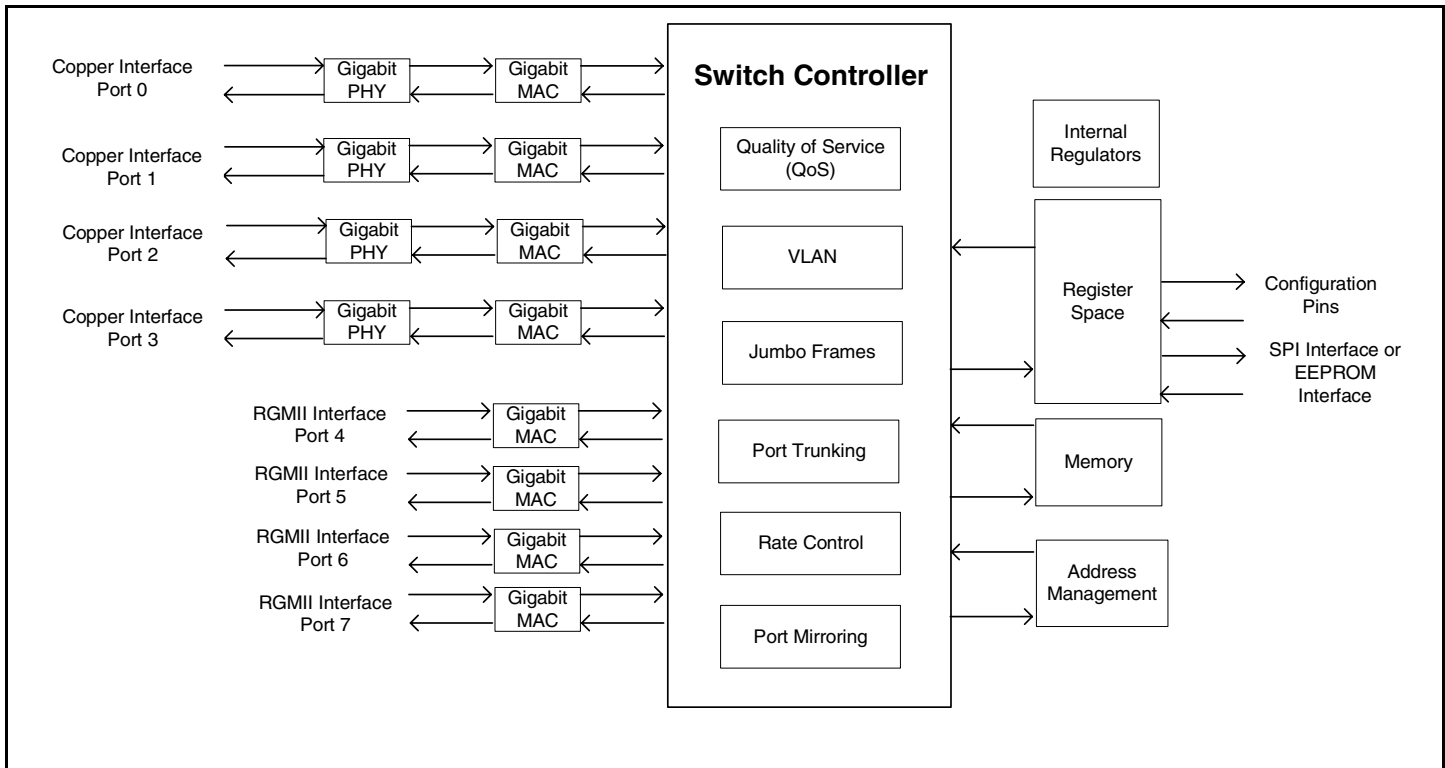 Copper Interface
Port 0
Gigabit
PHY
Gigabit
MAC
Copper Interface
Port 1
Gigabit
PHY
Gigabit
MAC
Copper Interface
Port 2
Gigabit
PHY
Gigabit
MAC
Copper Interface
Port 3
Gigabit
PHY
Gigabit
MAC
RGMII Interface
Port 4
Gigabit
MAC
RGMII Interface
Port 5
Gigabit
MAC
RGMII Interface
Port 6
Gigabit
MAC
RGMII Interface
Port 7
Gigabit
MAC
Switch Controller
Quality of Service
(QoS)
VLAN
Jumbo Frames
Port Trunking
Rate Control
Port Mirroring
Internal
Regulators
Register
Space
Configuration
Pins
SPI Interface or
EEPROM
Interface
Memory
Address
Management